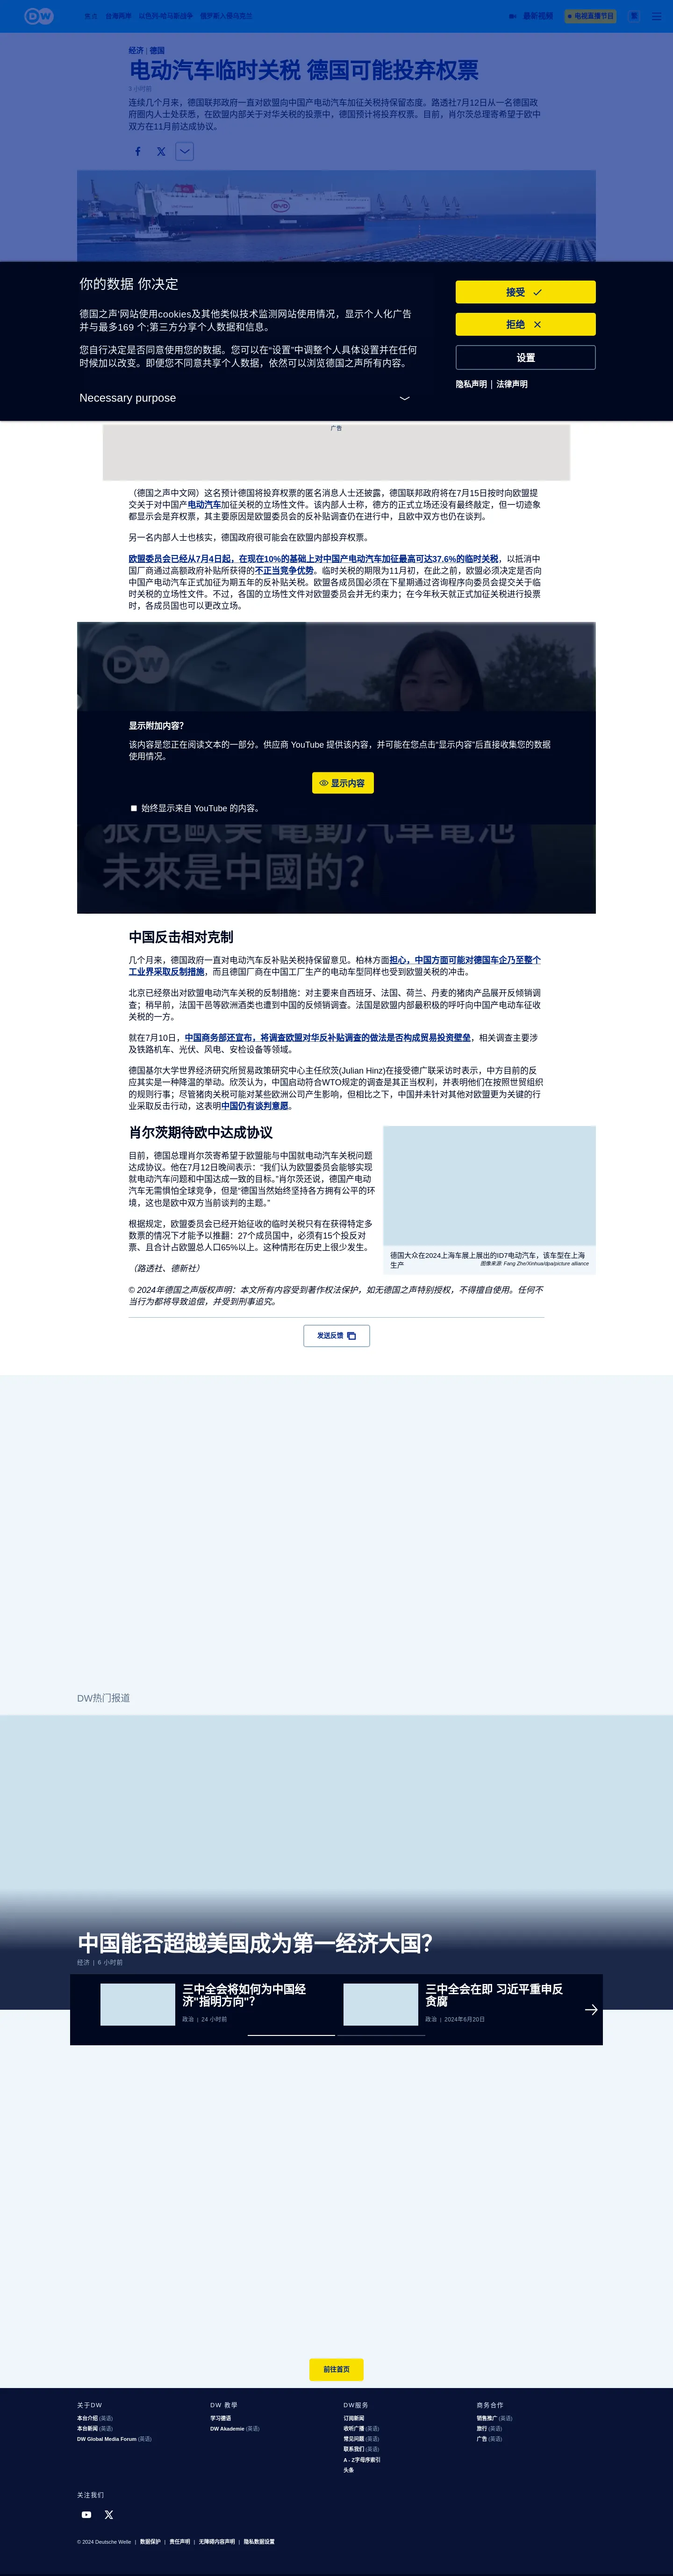 DW
首页 台海两岸 以色列-哈马斯战争 俄罗斯入侵乌克兰
最新视频
电视直播节目
繁
经济 | 德国
电动汽车临时关税 德国可能投弃权票
3 小时前
连续几个月来，德国联邦政府一直对欧盟向中国产电动汽车加征关税持保留态度。路透社7月12日从一名德国政
府圈内人士处获悉，在欧盟内部关于对华关税的投票中，德国预计将投弃权票。目前，肖尔茨总理寄希望于欧中
双方在11月前达成协议。
BYD
你的数据 你决定
接受
德国之声'网站使用cookies及其他类似技术监测网站使用情况，显示个人化广告
并与最多169 个;第三方分享个人数据和信息。
拒绝
您自行决定是否同意使用您的数据。您可以在"设置"中调整个人具体设置并在任何
时候加以改变。即便您不同意共享个人数据，依然可以浏览德国之声所有内容。
设置
隐私声明 | 法律声明
Necessary purpose
广告
（德国之声中文网）这名预计德国将投弃权票的匿名消息人士还披露，德国联邦政府将在7月15日按时向欧盟提
交关于对中国产电动汽车加征关税的立场性文件。该内部人士称，德方的正式立场还没有最终敲定，但一切迹象
都显示会是弃权票，其主要原因是欧盟委员会的反补贴调查仍在进行中，且欧中双方也仍在谈判。
另一名内部人士也核实，德国政府很可能会在欧盟内部投弃权票。
欧盟委员会已经从7月4日起，在现在10%的基础上对中国产电动汽车加征最高可达37.6%的临时关税，以抵消中
国厂商通过高额政府补贴所获得的不正当竞争优势。临时关税的期限为11月初，在此之前，欧盟必须决定是否向
中国产电动汽车正式加征为期五年的反补贴关税。欧盟各成员国必须在下星期通过咨询程序向委员会提交关于临
时关税的立场性文件。不过，各国的立场性文件对欧盟委员会并无约束力；在今年秋天就正式加征关税进行投票
时，各成员国也可以更改立场。
DW
显示附加内容？
该内容是您正在阅读文本的一部分。供应商 YouTube 提供该内容，并可能在您点击"显示内容"后直接收集您的数据
使用情况。
显示内容
始终显示来自 YouTube 的内容。
狠甩歐美，電動汽車電池
未來是中國的？
中国反击相对克制
几个月来，德国政府一直对电动汽车反补贴关税持保留意见。柏林方面担心，中国方面可能对德国车企乃至整个
工业界采取反制措施，而且德国厂商在中国工厂生产的电动车型同样也受到欧盟关税的冲击。
北京已经祭出对欧盟电动汽车关税的反制措施：对主要来自西班牙、法国、荷兰、丹麦的猪肉产品展开反倾销调
查；稍早前，法国干邑等欧洲酒类也遭到中国的反倾销调查。法国是欧盟内部最积极的呼吁向中国产电动车征收
关税的一方。
就在7月10日，中国商务部还宣布，将调查欧盟对华反补贴调查的做法是否构成贸易投资壁垒，相关调查主要涉
及铁路机车、光伏、风电、安检设备等领域。
德国基尔大学世界经济研究所贸易政策研究中心主任欣茨(Julian Hinz)在接受德广联采访时表示，中方目前的反
应其实是一种降温的举动。欣茨认为，中国启动符合WTO规定的调查是其正当权利，并表明他们在按照世贸组织
的规则行事；尽管猪肉关税可能对某些欧洲公司产生影响，但相比之下，中国并未针对其他对欧盟更为关键的行
业采取反击行动，这表明中国仍有谈判意愿。
肖尔茨期待欧中达成协议
目前，德国总理肖尔茨寄希望于欧盟能与中国就电动汽车关税问题
达成协议。他在7月12日晚间表示："我们认为欧盟委员会能够实现
就电动汽车问题和中国达成一致的目标。"肖尔茨还说，德国产电动
汽车无需惧怕全球竞争，但是"德国当然始终坚持各方拥有公平的环
境，这也是欧中双方当前谈判的主题。"
根据规定，欧盟委员会已经开始征收的临时关税只有在获得特定多
数票的情况下才能予以推翻：27个成员国中，必须有15个投反对
票、且合计占欧盟总人口65%以上。这种情形在历史上很少发生。
德国大众在2024上海车展上展出的ID7电动汽车，该车型在上海
生产
图像来源: Fang Zhe/Xinhua/dpa/picture alliance
（路透社、德新社）
© 2024年德国之声版权声明：本文所有内容受到著作权法保护，如无德国之声特别授权，不得擅自使用。任何不
当行为都将导致追偿，并受到刑事追究。
发送反馈
DW热门报道
中国能否超越美国成为第一经济大国？
经济 | 6 小时前
三中全会将如何为中国经
济"指明方向"？
政治 | 24 小时前
三中全会在即 习近平重申反
贪腐
政治 | 2024年6月20日
前往首页
关于DW
本台介绍 (英语)
本台新闻 (英语)
DW Global Media Forum (英语)
DW 教学
学习德语
DW Akademie (英语)
DW服务
订阅新闻
收听广播 (英语)
常见问题 (英语)
联系我们 (英语)
A - Z字母序索引
头条
商务合作
销售推广 (英语)
旅行 (英语)
广告 (英语)
关注我们
© 2024 Deutsche Welle | 数据保护 | 责任声明 | 无障碍内容声明 | 隐私数据设置